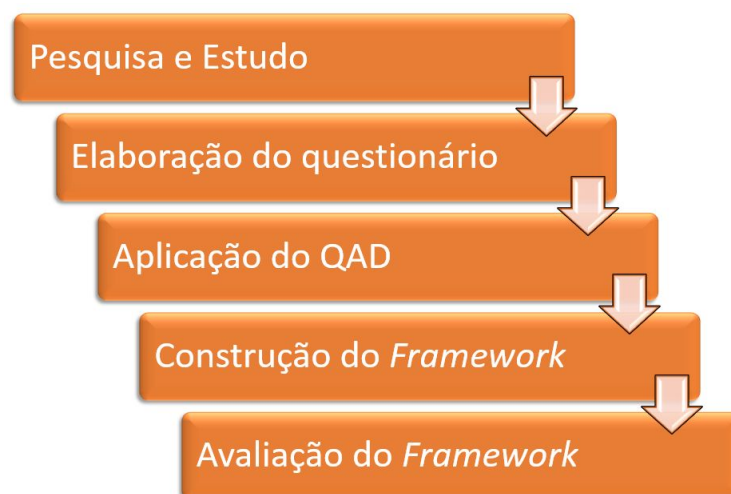 Pesquisa e Estudo
Elaboração do questionário
Aplicação do QAD
Construção do Framework
Avaliação do Framework